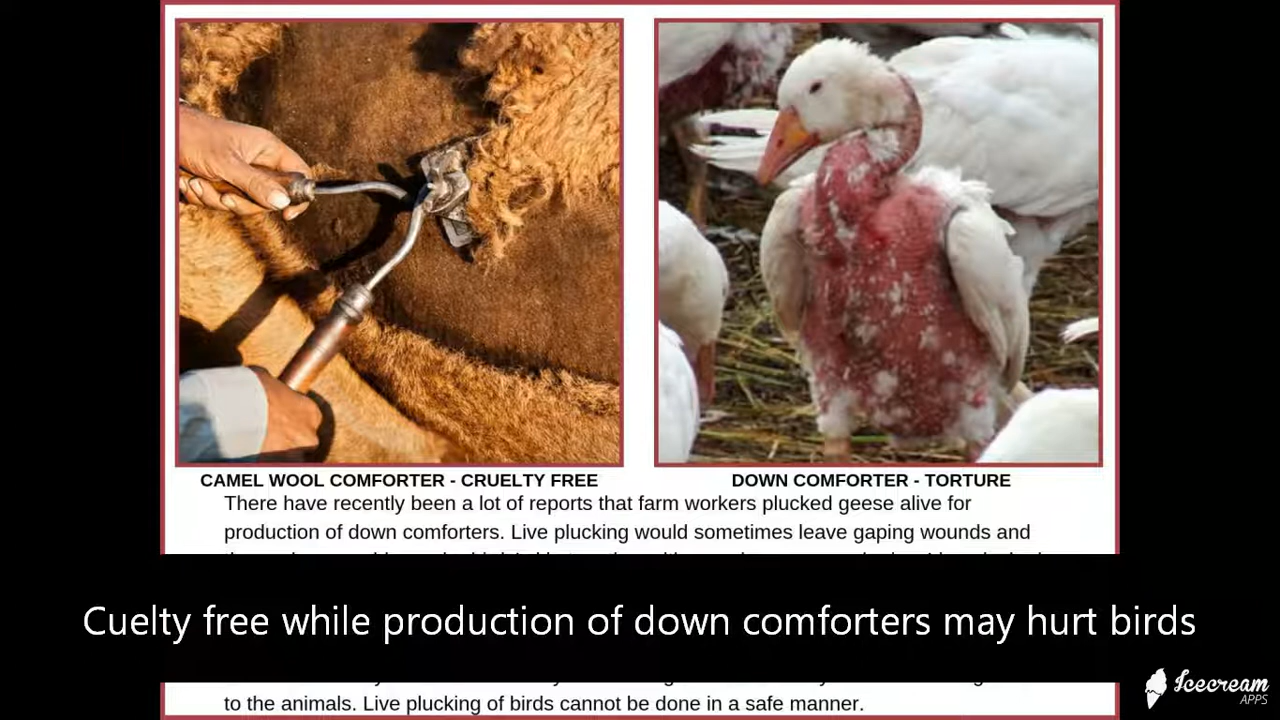 CAMEL WOOL COMFORTER - CRUELTY FREE
DOWN COMFORTER - TORTURE
There have recently been a lot of reports that farm workers plucked geese alive for
production of down comforters. Live plucking would sometimes leave gaping wounds and
Cuelty free while production of down comforters may hurt birds
to the animals. Live plucking of birds cannot be done in a safe manner.
Icecream
APPS